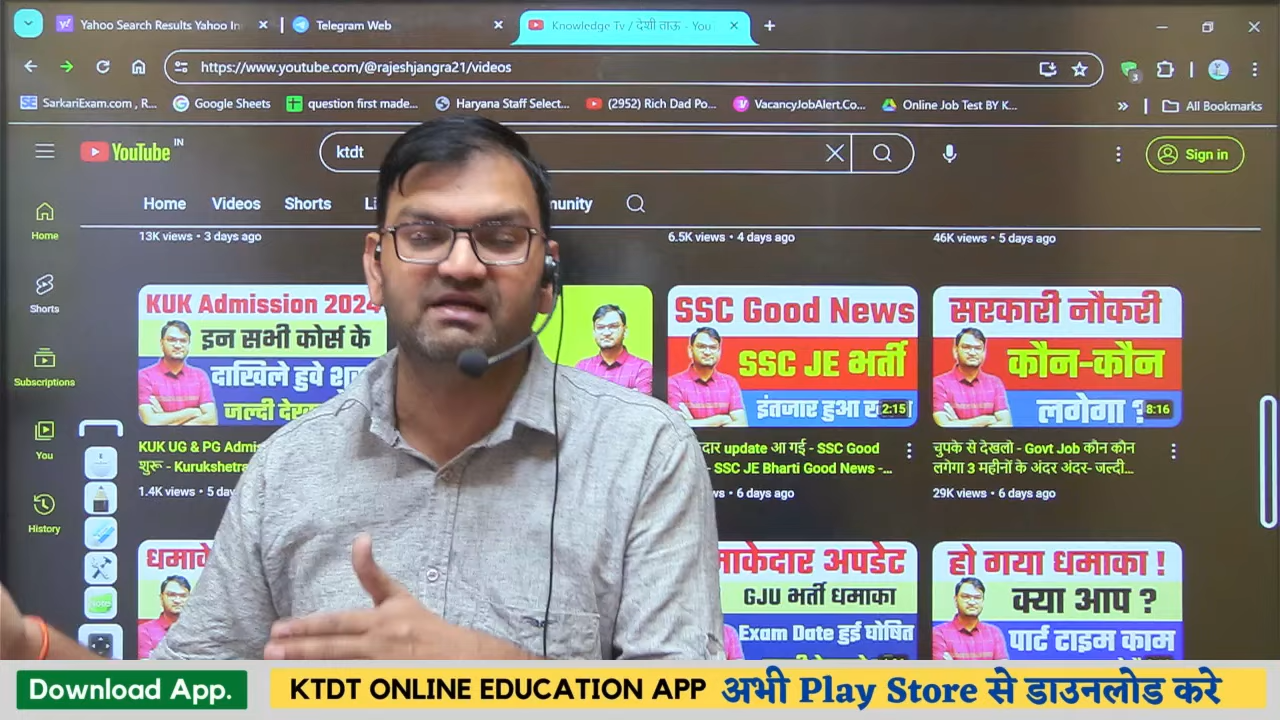 Yahoo Search Results Yahoo In
Telegram Web
Knowledge Tv / देशी ताऊ - You
https://www.youtube.com/@rajeshjangra21/videos
3
SarkariExam.com , R...
Google Sheets
question first made...
Haryana Staff Select...
(2952) Rich Dad Po...
VacancyJobAlert.Co...
Online Job Test BY K...
»
All Bookmarks
YouTube IN
ktdt
Sign in
Home
Videos
Shorts
Li
nunity
13K views • 3 days ago
6.5K views • 4 days ago
46K views • 5 days ago
Home
Shorts
Subscriptions
You
History
KUK Admission 2024
इन सभी कोर्स के
दाखिले हुवे शु
जल्दी देर
KUK UG & PG Admi
शुरू - Kurukshetra
1.4K views • 5 day
SSC Good News
SSC JE भर्ती
इंतजार हुआ
2:15
दार update आ गई - SSC Good
- SSC JE Bharti Good News -...
ws • 6 days ago
सरकारी नौकरी
कौन-कौन
लगेगा ?
8:16
चुपके से देखलो - Govt Job कौन कौन
लगेगा 3 महीनों के अंदर अंदर- जल्दी...
29K views • 6 days ago
धमाके
माकेदार अपडेट
GJU भर्ती धमाका
Exam Date हुई घोषित
हो गया धमाका !
क्या आप ?
पार्ट टाइम काम
Download App.
KTDT ONLINE EDUCATION APP अभी Play Store से डाउनलोड करे